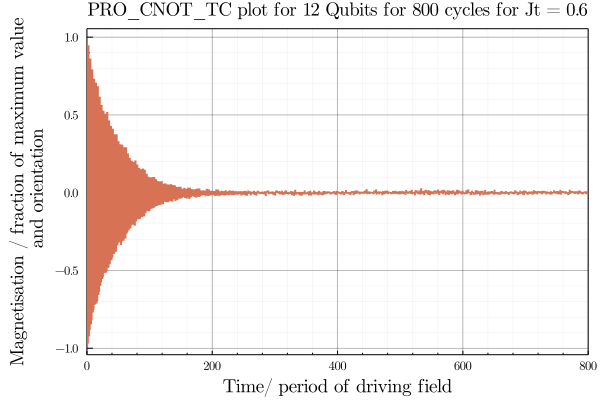 PRO_CNOT_TC plot for 12 Qubits for 800 cycles for Jt = 0.6
Magnetisation / fraction of maximum value
and orientation
1.0
0.5
0.0
−0.5
−1.0
0 200 400 600 800
Time/ period of driving field